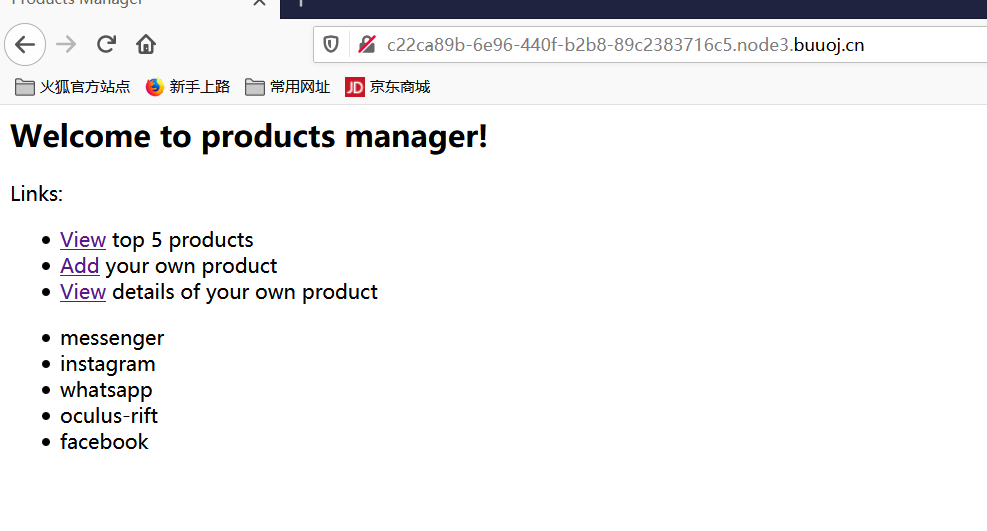 Products Manager
c22ca89b-6e96-440f-b2b8-89c2383716c5.node3.buuoj.cn
火狐官方站点 新手上路 常用网址 JD 京东商城
Welcome to products manager!
Links:
View top 5 products
Add your own product
View details of your own product
messenger
instagram
whatsapp
oculus-rift
facebook